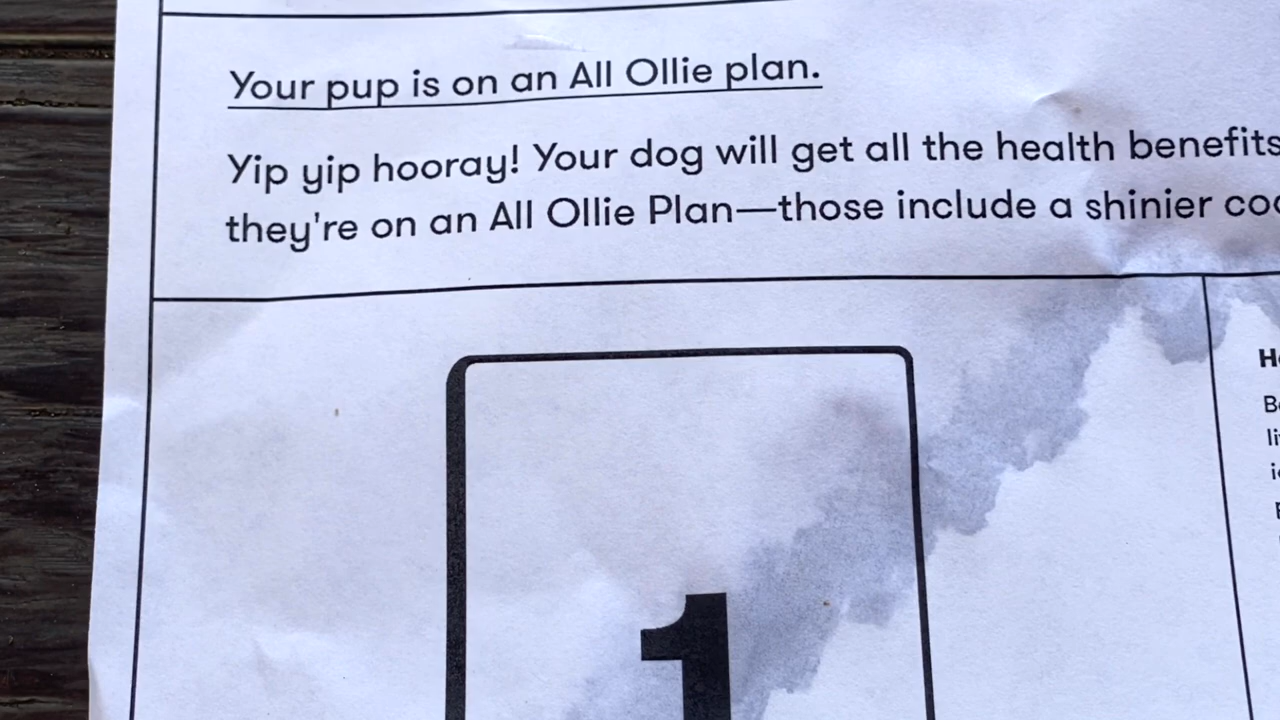 Your pup is on an All Ollie plan.
Yip yip hooray! Your dog will get all the health benefits
they're on an All Ollie Plan—those include a shinier
1